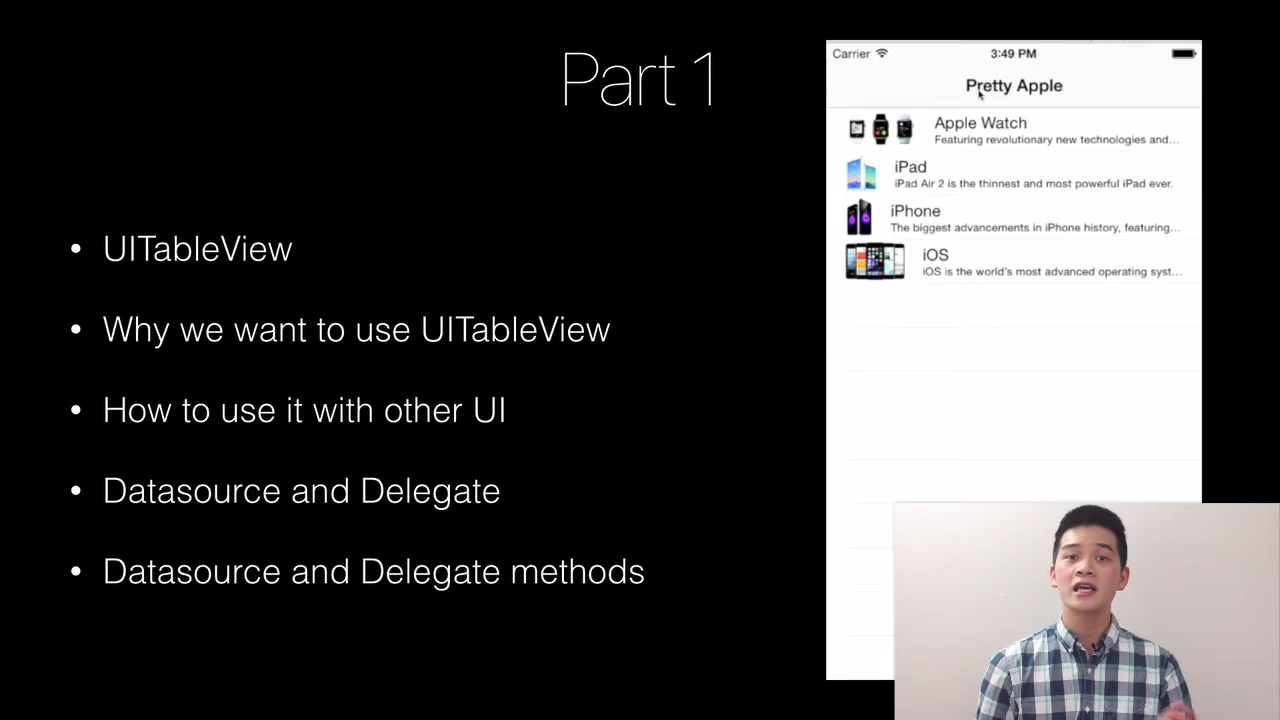 Part 1
• UITableView
• Why we want to use UITableView
• How to use it with other UI
• Datasource and Delegate
• Datasource and Delegate methods
Carrier 3:49 PM
Pretty Apple
Apple Watch
Featuring revolutionary new technologies and...
iPad
iPad Air 2 is the thinnest and most powerful iPad ever.
iPhone
The biggest advancements in iPhone history, featuring...
iOS
iOS is the world's most advanced operating syst...